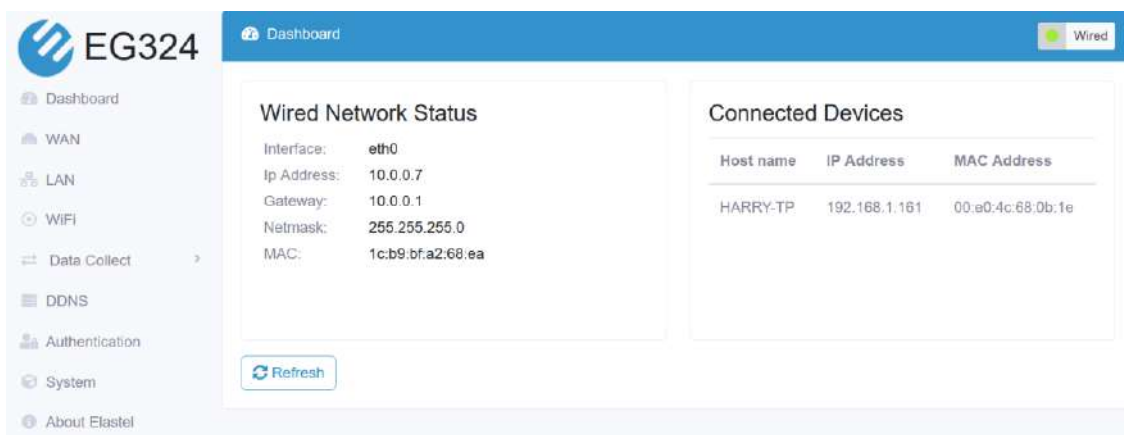 EG324
Dashboard
WAN
LAN
WiFi
Data Collect
DDNS
Authentication
System
About Elastel
Dashboard
Wired
Wired Network Status
Interface: eth0
Ip Address: 10.0.0.7
Gateway: 10.0.0.1
Netmask: 255.255.255.0
MAC: 1c:b9:bf:a2:68:ea
Connected Devices
Host name IP Address MAC Address
HARRY-TP 192.168.1.161 00:e0:4c:68:0b:1e
Refresh